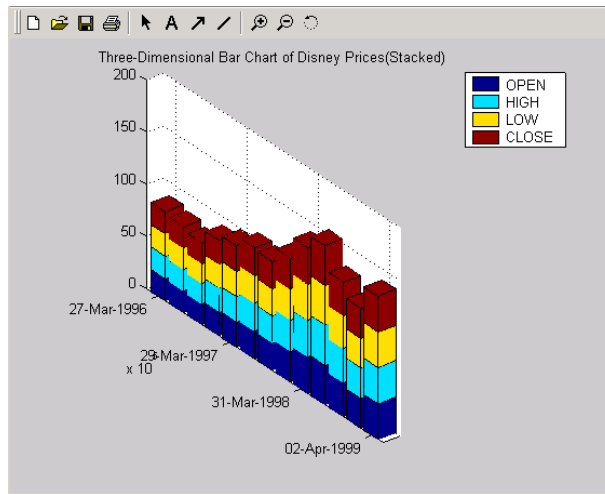 A
Three-Dimensional Bar Chart of Disney Prices(Stacked)
OPEN
HIGH
LOW
CLOSE
200
150
100
50
0
27-Mar-1996
29-Mar-1997
x 10
31-Mar-1998
02-Apr-1999